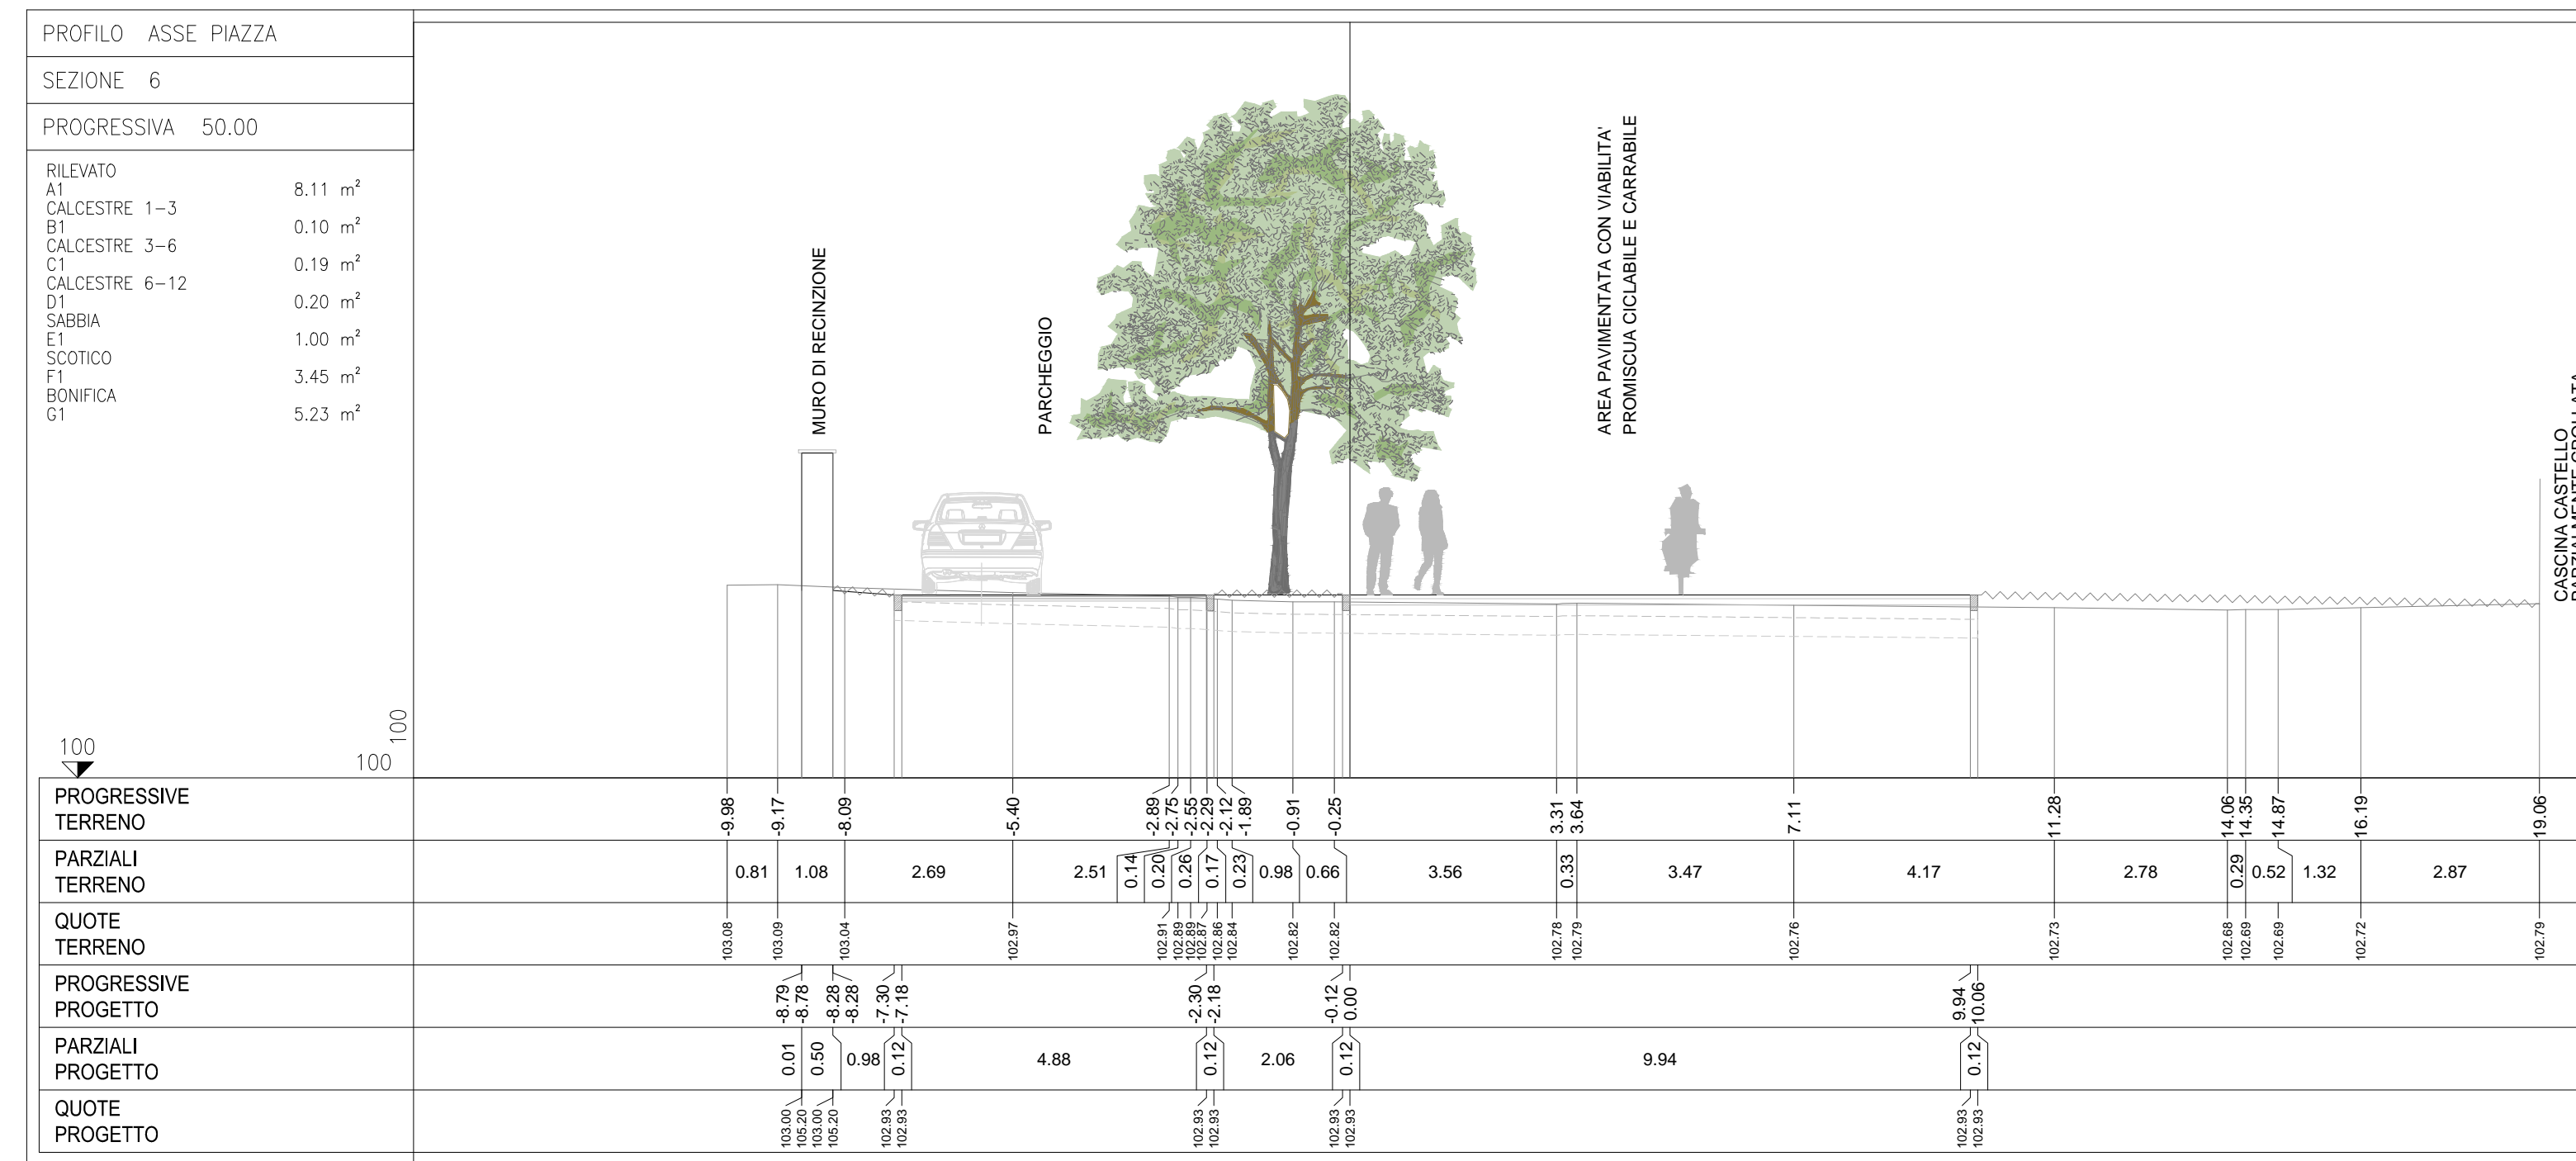 PROFILO ASSE PIAZZA
SEZIONE 6
PROGRESSIVA 50.00
RILEVATO
A1 8.11 m²
CALCESTRE 1-3
B1 0.10 m²
CALCESTRE 3-6
C1 0.19 m²
CALCESTRE 6-12
D1 0.20 m²
SABBIA
E1 1.00 m²
SCOTICO
F1 3.45 m²
BONIFICA
G1 5.23 m²
MURO DI RECINZIONE
PARCHEGGIO
AREA PAVIMENTATA CON VIABILITA'
PROMISCUA CICLABILE E CARRABILE
CASCINA CASTELLO
100
100
100
PROGRESSIVE
TERRENO
-9.98 -9.17 -8.09 -5.40 -2.89 -2.75 -2.55 -2.29 -2.12 -1.89 -0.91 -0.25 3.31 3.64 7.11 11.28 14.06 14.35 14.87 16.19 19.06
PARZIALI
TERRENO
0.81 1.08 2.69 2.51 0.14 0.20 0.26 0.17 0.23 0.98 0.66 3.56 0.33 3.47 4.17 2.78 0.29 0.52 1.32 2.87
QUOTE
TERRENO
103.08 103.09 103.04 102.97 102.91 102.89 102.89 102.87 102.86 102.84 102.82 102.82 102.78 102.79 102.76 102.73 102.68 102.69 102.69 102.72 102.79
PROGRESSIVE
PROGETTO
-8.79 -8.78 -8.28 -8.28 -7.30 -7.18 -2.30 -2.18 -0.12 0.00 9.94 10.06
PARZIALI
PROGETTO
0.01 0.50 0.98 0.12 4.88 0.12 2.06 0.12 9.94 0.12
QUOTE
PROGETTO
103.00 105.20 103.00 105.20 102.93 102.93 102.93 102.93 102.93 102.93 102.93 102.93